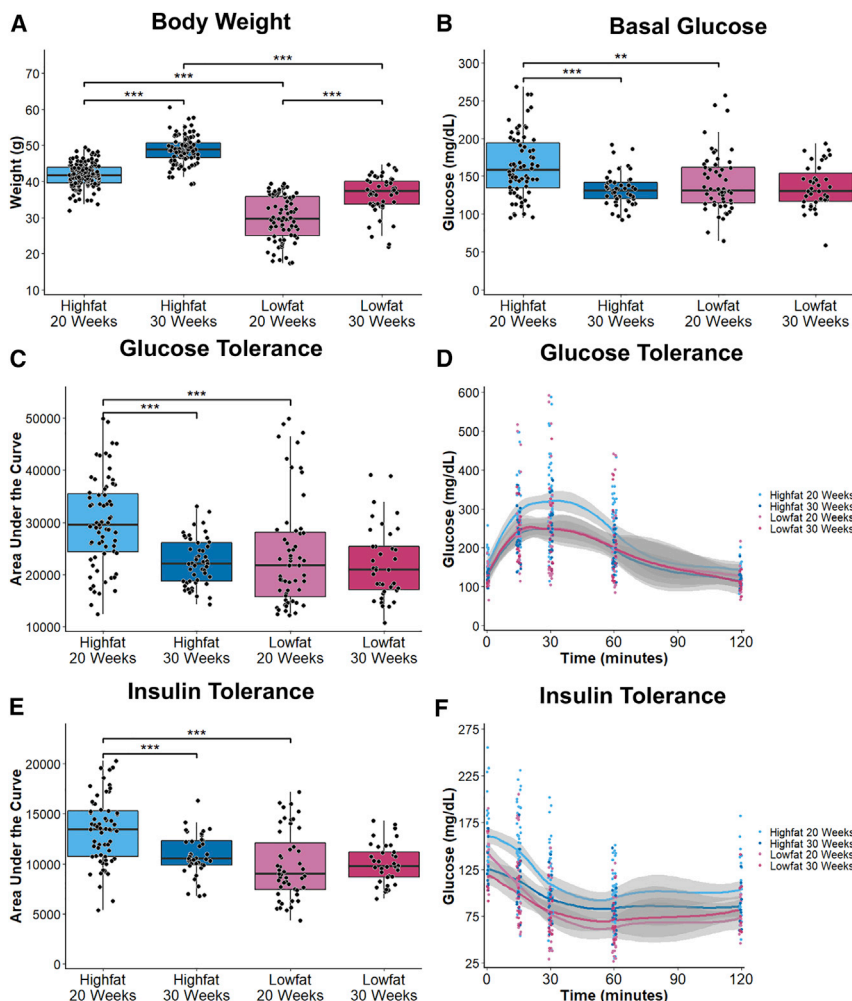 A
Body Weight
***
***
***
***
Weight (g)
70
60
50
40
30
20
10
Highfat
20 Weeks
Highfat
30 Weeks
Lowfat
20 Weeks
Lowfat
30 Weeks
B
Basal Glucose
**
***
Glucose (mg/dL)
300
250
200
150
100
50
0
Highfat
20 Weeks
Highfat
30 Weeks
Lowfat
20 Weeks
Lowfat
30 Weeks
C
Glucose Tolerance
***
***
Area Under the Curve
50000
40000
30000
20000
10000
Highfat
20 Weeks
Highfat
30 Weeks
Lowfat
20 Weeks
Lowfat
30 Weeks
D
Glucose Tolerance
Glucose (mg/dL)
600
500
400
300
200
100
0
0
30
60
90
120
Time (minutes)
Highfat 20 Weeks
Highfat 30 Weeks
Lowfat 20 Weeks
Lowfat 30 Weeks
E
Insulin Tolerance
***
***
Area Under the Curve
20000
15000
10000
5000
0
Highfat
20 Weeks
Highfat
30 Weeks
Lowfat
20 Weeks
Lowfat
30 Weeks
F
Insulin Tolerance
Glucose (mg/dL)
275
225
175
125
75
25
0
30
60
90
120
Time (minutes)
Highfat 20 Weeks
Highfat 30 Weeks
Lowfat 20 Weeks
Lowfat 30 Weeks